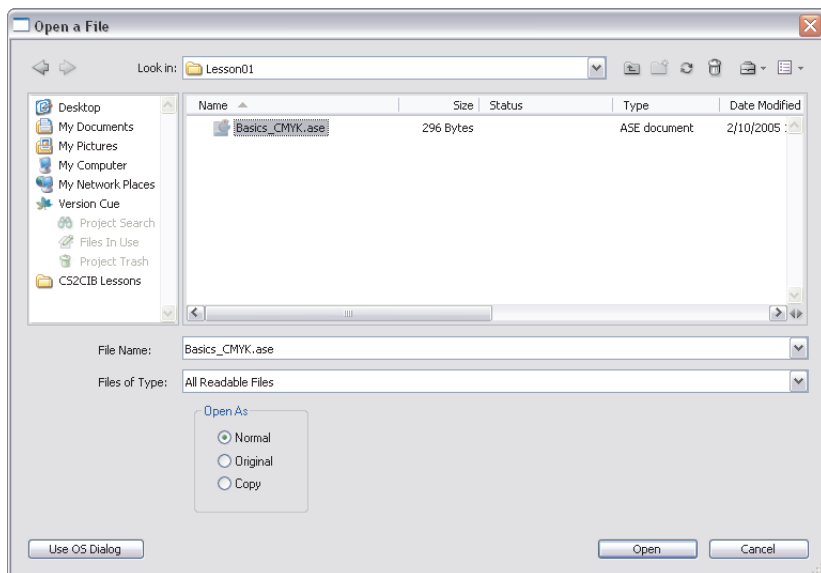 Open a File
Look in: Lesson01
Desktop
My Documents
My Pictures
My Computer
My Network Places
Version Cue
Project Search
Files In Use
Project Trash
CS2CIB Lessons
Name Size Status Type Date Modified
Basics_CMYK.ase 296 Bytes ASE document 2/10/2005
File Name: Basics_CMYK.ase
Files of Type: All Readable Files
Open As
Normal
Original
Copy
Use OS Dialog Open Cancel